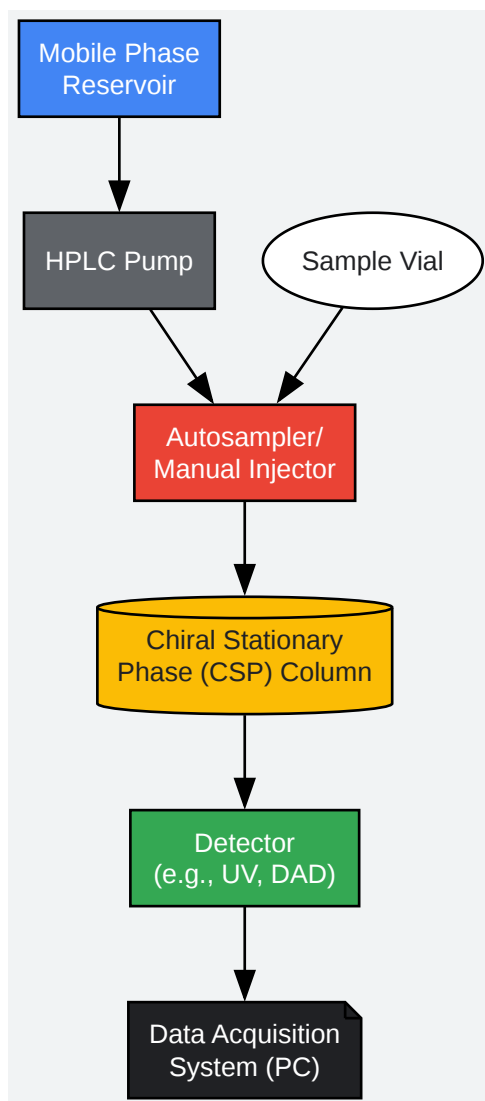 Mobile Phase
Reservoir
HPLC Pump
Sample Vial
Autosampler/
Manual Injector
Chiral Stationary
Phase (CSP) Column
Detector
(e.g., UV, DAD)
Data Acquisition
System (PC)